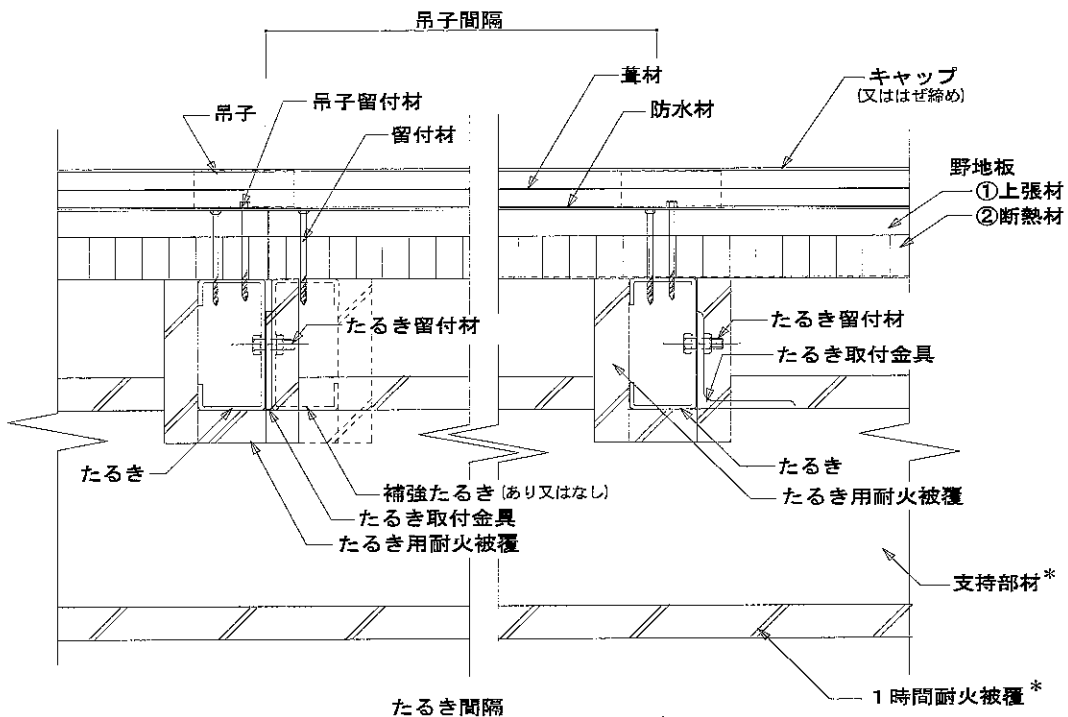 吊子間隔
吊子
吊子留付材
留付材
葺材
防水材
キャップ
(又ははぜ締め)
野地板
①上張材
②断熱材
たるき留付材
たるき留付材
たるき取付金具
たるき
補強たるき(あり又はなし)
たるき取付金具
たるき用耐火被覆
たるき
たるき用耐火被覆
支持部材*
1時間耐火被覆*
たるき間隔